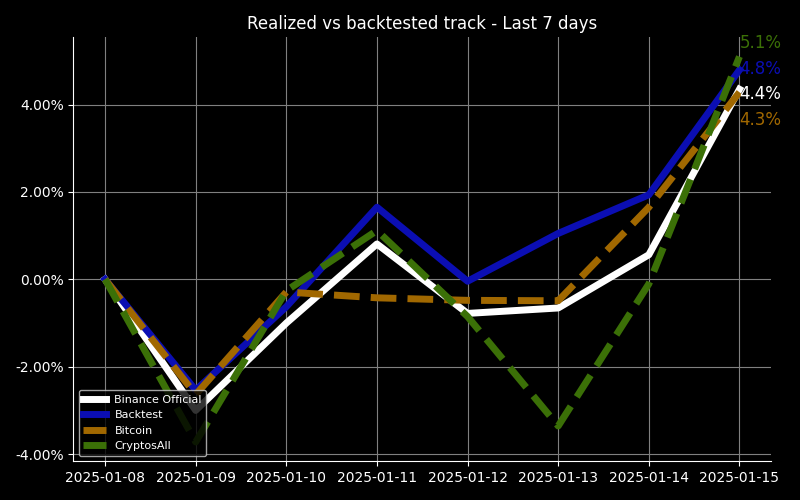 Realized vs backtested track - Last 7 days
5.1%
4.8%
4.4%
4.3%
4.00%
2.00%
0.00%
-2.00%
-4.00%
Binance Official
Backtest
Bitcoin
CryptosAll
2025-01-08 2025-01-09 2025-01-10 2025-01-11 2025-01-12 2025-01-13 2025-01-14 2025-01-15